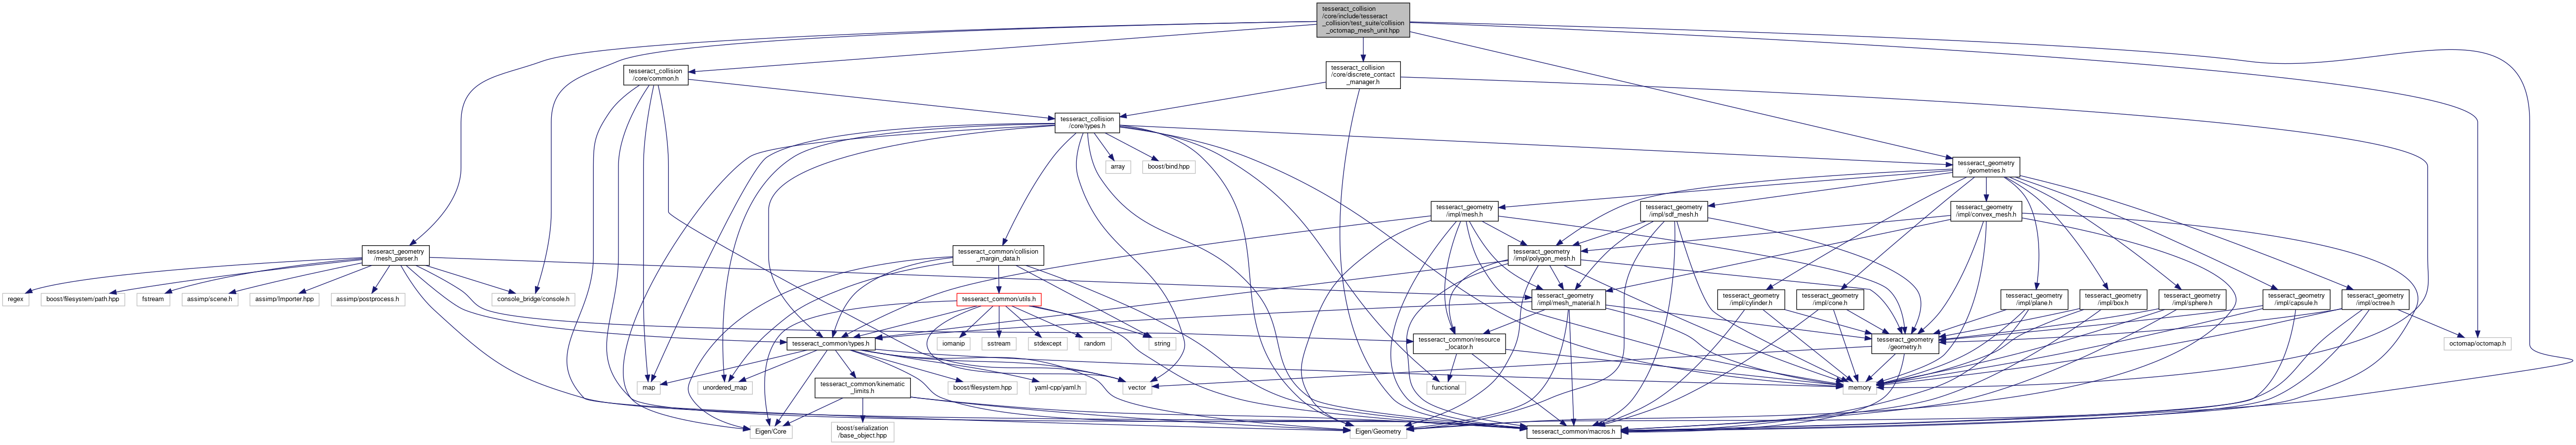 tesseract_collision
/core/include/tesseract
_collision/test_suite/collision
_octomap_mesh_unit.hpp
tesseract_collision
/core/common.h
tesseract_collision
/core/discrete_contact
_manager.h
tesseract_collision
/core/types.h
array
boost/bind.hpp
tesseract_geometry
/geometries.h
tesseract_geometry
/impl/mesh.h
tesseract_geometry
/impl/sdf_mesh.h
tesseract_geometry
/impl/convex_mesh.h
tesseract_geometry
/mesh_parser.h
tesseract_common/collision
_margin_data.h
tesseract_geometry
/impl/polygon_mesh.h
regex
boost/filesystem/path.hpp
fstream
assimp/scene.h
assimp/Importer.hpp
assimp/postprocess.h
console_bridge/console.h
tesseract_common/utils.h
tesseract_geometry
/impl/mesh_material.h
tesseract_geometry
/impl/cylinder.h
tesseract_geometry
/impl/cone.h
tesseract_geometry
/impl/plane.h
tesseract_geometry
/impl/box.h
tesseract_geometry
/impl/sphere.h
tesseract_geometry
/impl/capsule.h
tesseract_geometry
/impl/octree.h
tesseract_common/types.h
iomanip
sstream
stdexcept
random
string
tesseract_common/resource
_locator.h
tesseract_geometry
/geometry.h
octomap/octomap.h
map
unordered_map
tesseract_common/kinematic
_limits.h
boost/filesystem.hpp
yaml-cpp/yaml.h
vector
functional
memory
Eigen/Core
boost/serialization
/base_object.hpp
Eigen/Geometry
tesseract_common/macros.h